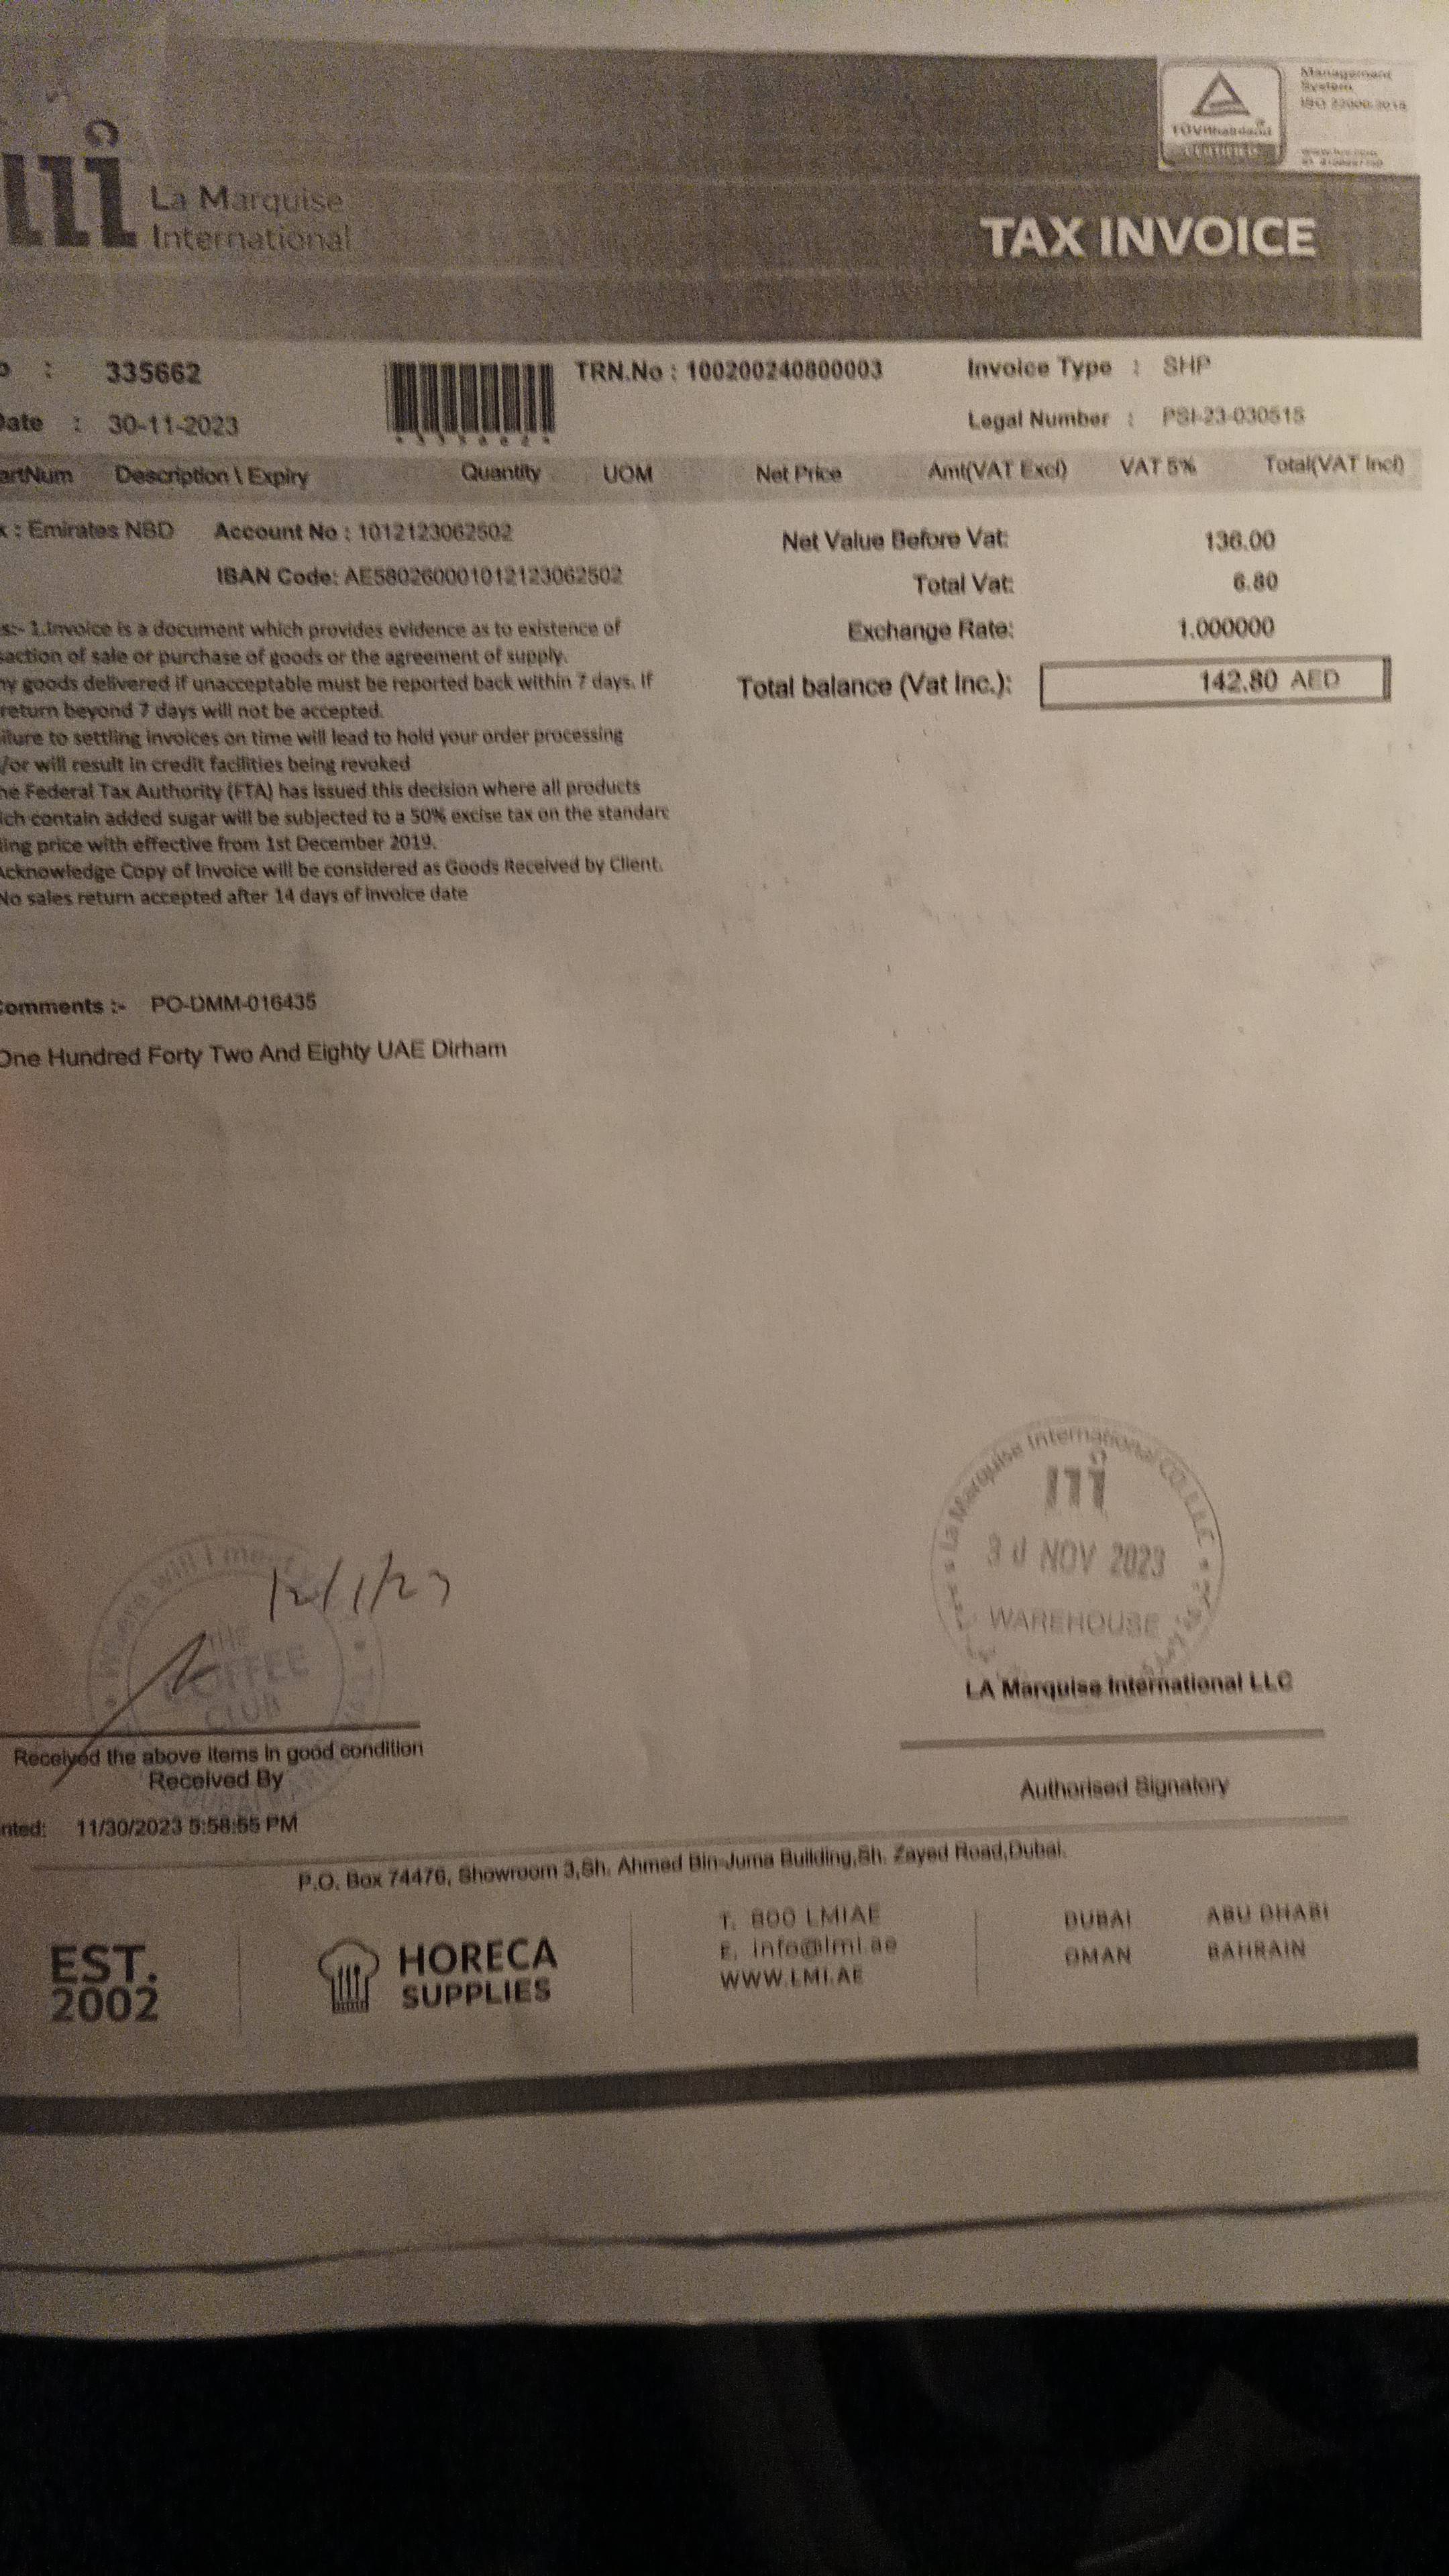 TÜVRheinland®
CERTIFIED
Management
System
ISO 22000:2018
La Marquise
International
TAX INVOICE
: 335662
TRN.No : 100200240800003
Invoice Type : SHP
ate : 30-11-2023
Legal Number : PSI-23-030515
artNum Description \ Expiry Quantity UOM Net Price Amt(VAT Excl) VAT 5% Total(VAT Incl)
: Emirates NBD Account No : 1012123062502
IBAN Code: AE580260001012123062502
Net Value Before Vat: 136.00
Total Vat: 6.80
Exchange Rate: 1.000000
Total balance (Vat Inc.): 142.80 AED
s:- 1.Invoice is a document which provides evidence as to existence of
saction of sale or purchase of goods or the agreement of supply.
ny goods delivered if unacceptable must be reported back within 7 days. If
return beyond 7 days will not be accepted.
ilure to settling invoices on time will lead to hold your order processing
/or will result in credit facilities being revoked
he Federal Tax Authority (FTA) has issued this decision where all products
ich contain added sugar will be subjected to a 50% excise tax on the standarc
ling price with effective from 1st December 2019.
Acknowledge Copy of Invoice will be considered as Goods Received by Client.
No sales return accepted after 14 days of invoice date
omments :- PO-DMM-016435
One Hundred Forty Two And Eighty UAE Dirham
La Marquise International CO. L.L.C
30 NOV 2023
WAREHOUSE
will I meet
THE
COFFEE
CLUB
12/1/23
LA Marquise International LLC
Received the above items in good condition
Received By
Authorised Signatory
nted: 11/30/2023 5:58:55 PM
P.O. Box 74476, Showroom 3,Sh. Ahmed Bin-Juma Building,Sh. Zayed Road,Dubai.
EST.
2002
HORECA
SUPPLIES
T. 800 LMIAE
E. info@lmi.ae
WWW.LMI.AE
DUBAI ABU DHABI
OMAN BAHRAIN